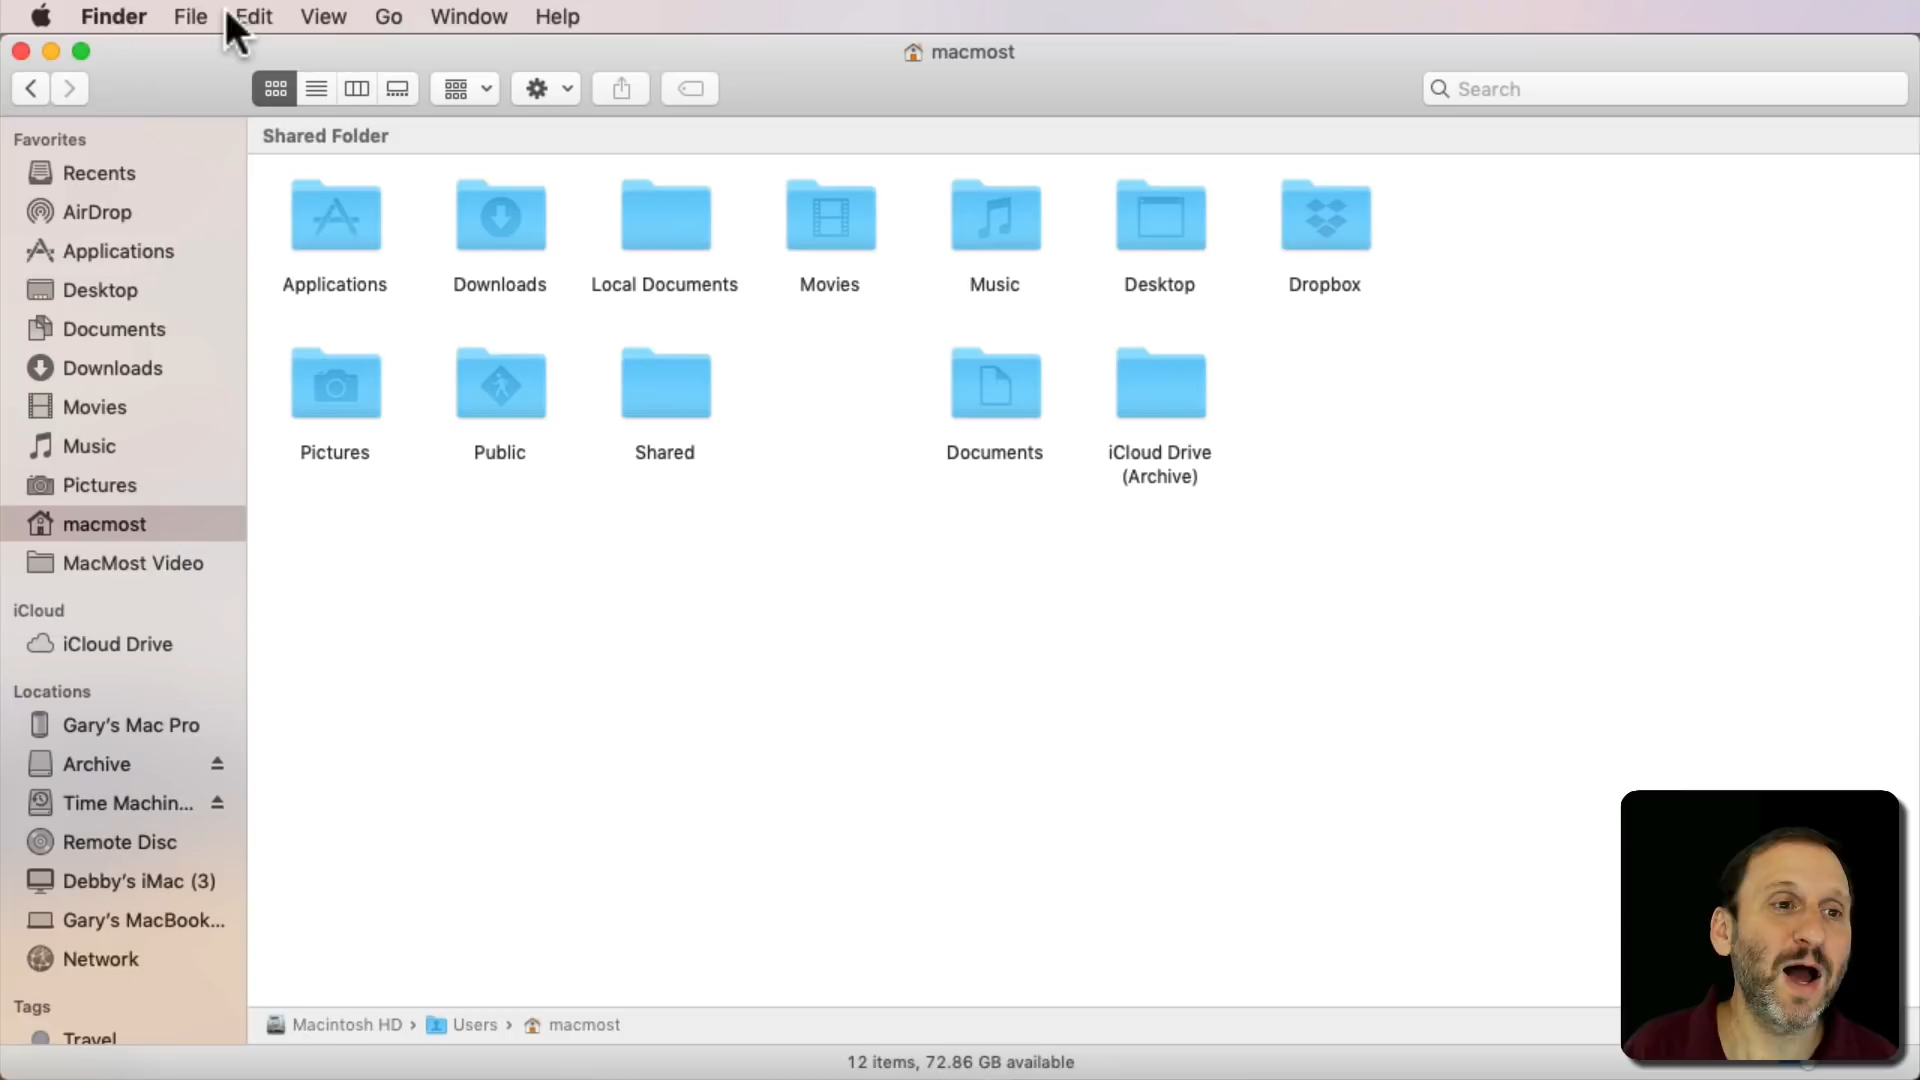 Finder File Edit View Go Window Help
macmost
Search
Favorites
Recents
AirDrop
Applications
Desktop
Documents
Downloads
Movies
Music
Pictures
macmost
MacMost Video
iCloud
iCloud Drive
Locations
Gary's Mac Pro
Archive
Time Machin...
Remote Disc
Debby's iMac (3)
Gary's MacBook...
Network
Tags
Travel
Shared Folder
Applications Downloads Local Documents Movies Music Desktop Dropbox
Pictures Public Shared Documents iCloud Drive
(Archive)
Macintosh HD › Users › macmost
12 items, 72.86 GB available